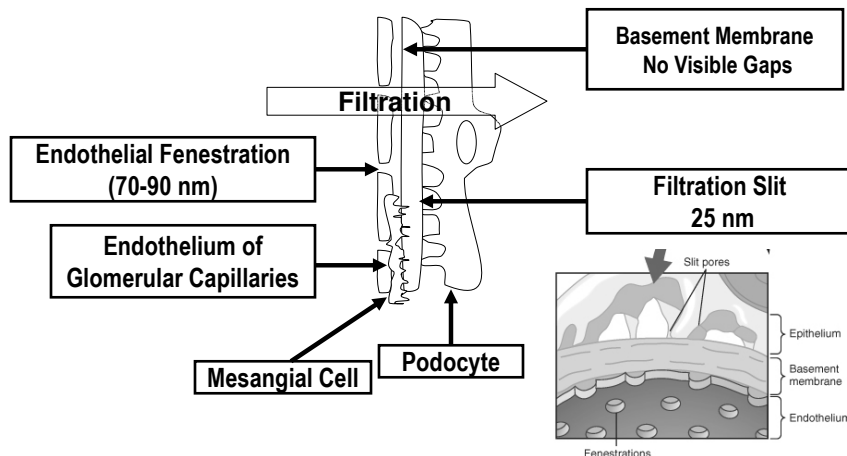 Basement Membrane
No Visible Gaps
Filtration
Endothelial Fenestration
(70-90 nm)
Filtration Slit
25 nm
Endothelium of
Glomerular Capillaries
Mesangial Cell
Podocyte
Slit pores
Epithelium
Basement
membrane
Endothelium
Fenestrations